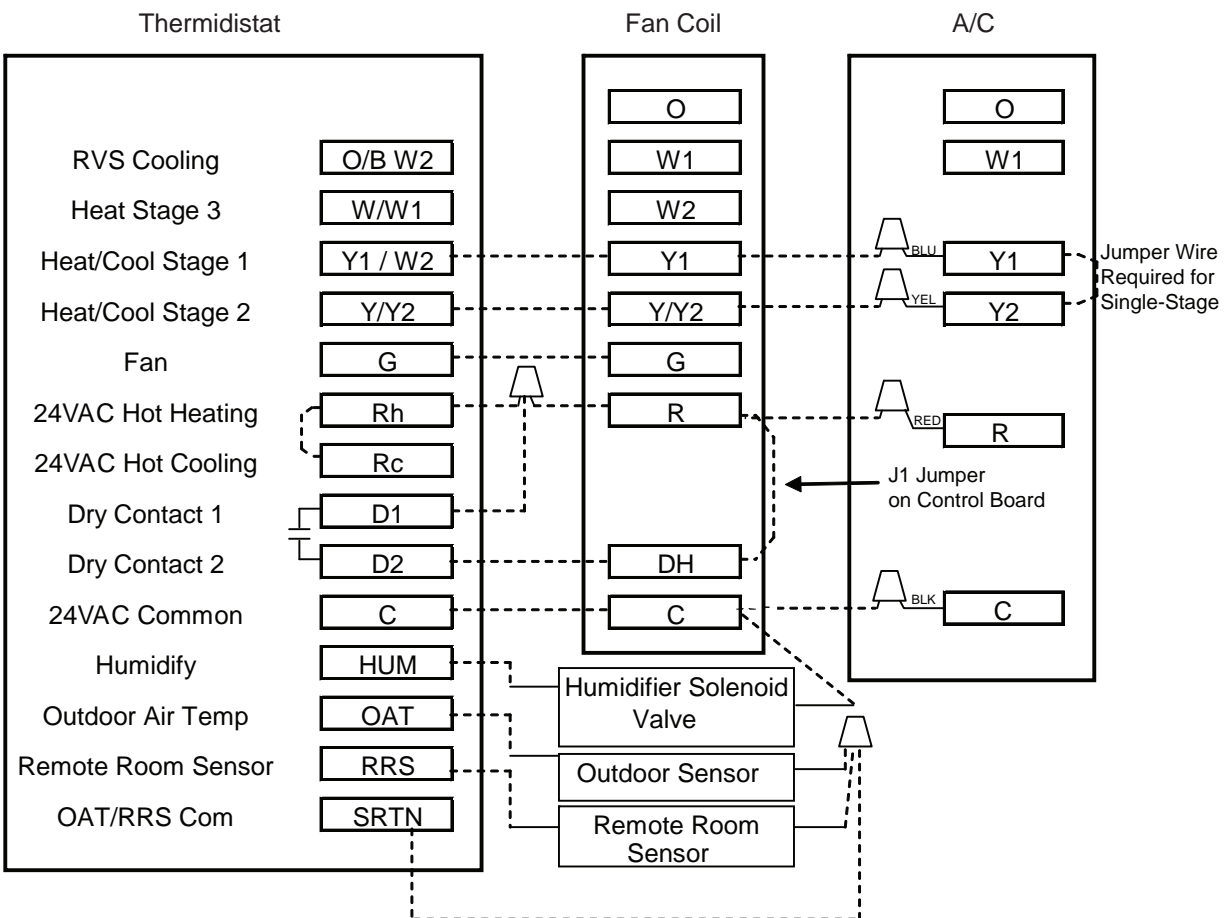 Thermidistat Fan Coil A/C
O O
RVS Cooling O/B W2 W1 W1
Heat Stage 3 W/W1 W2
Heat/Cool Stage 1 Y1 / W2 Y1 BLU Y1
Jumper Wire
Required for
Single-Stage
Heat/Cool Stage 2 Y/Y2 Y/Y2 YEL Y2
Fan G G
24VAC Hot Heating Rh R RED R
24VAC Hot Cooling Rc
J1 Jumper
on Control Board
Dry Contact 1 D1
Dry Contact 2 D2 DH
24VAC Common C C BLK C
Humidify HUM
Humidifier Solenoid
Valve
Outdoor Air Temp OAT
Outdoor Sensor
Remote Room Sensor RRS
Remote Room
Sensor
OAT/RRS Com SRTN